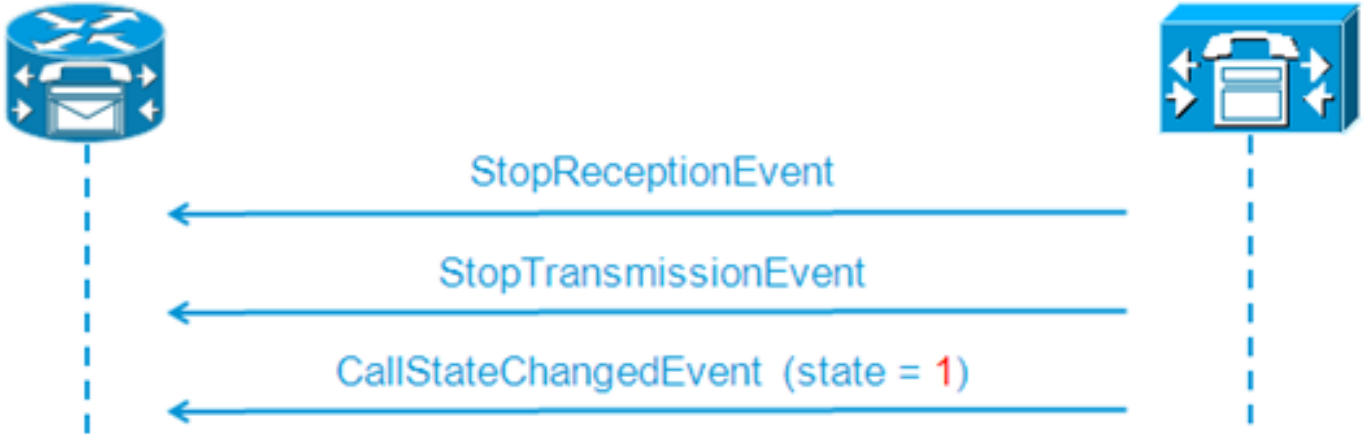 StopReceptionEvent
StopTransmissionEvent
CallStateChangedEvent (state = 1)